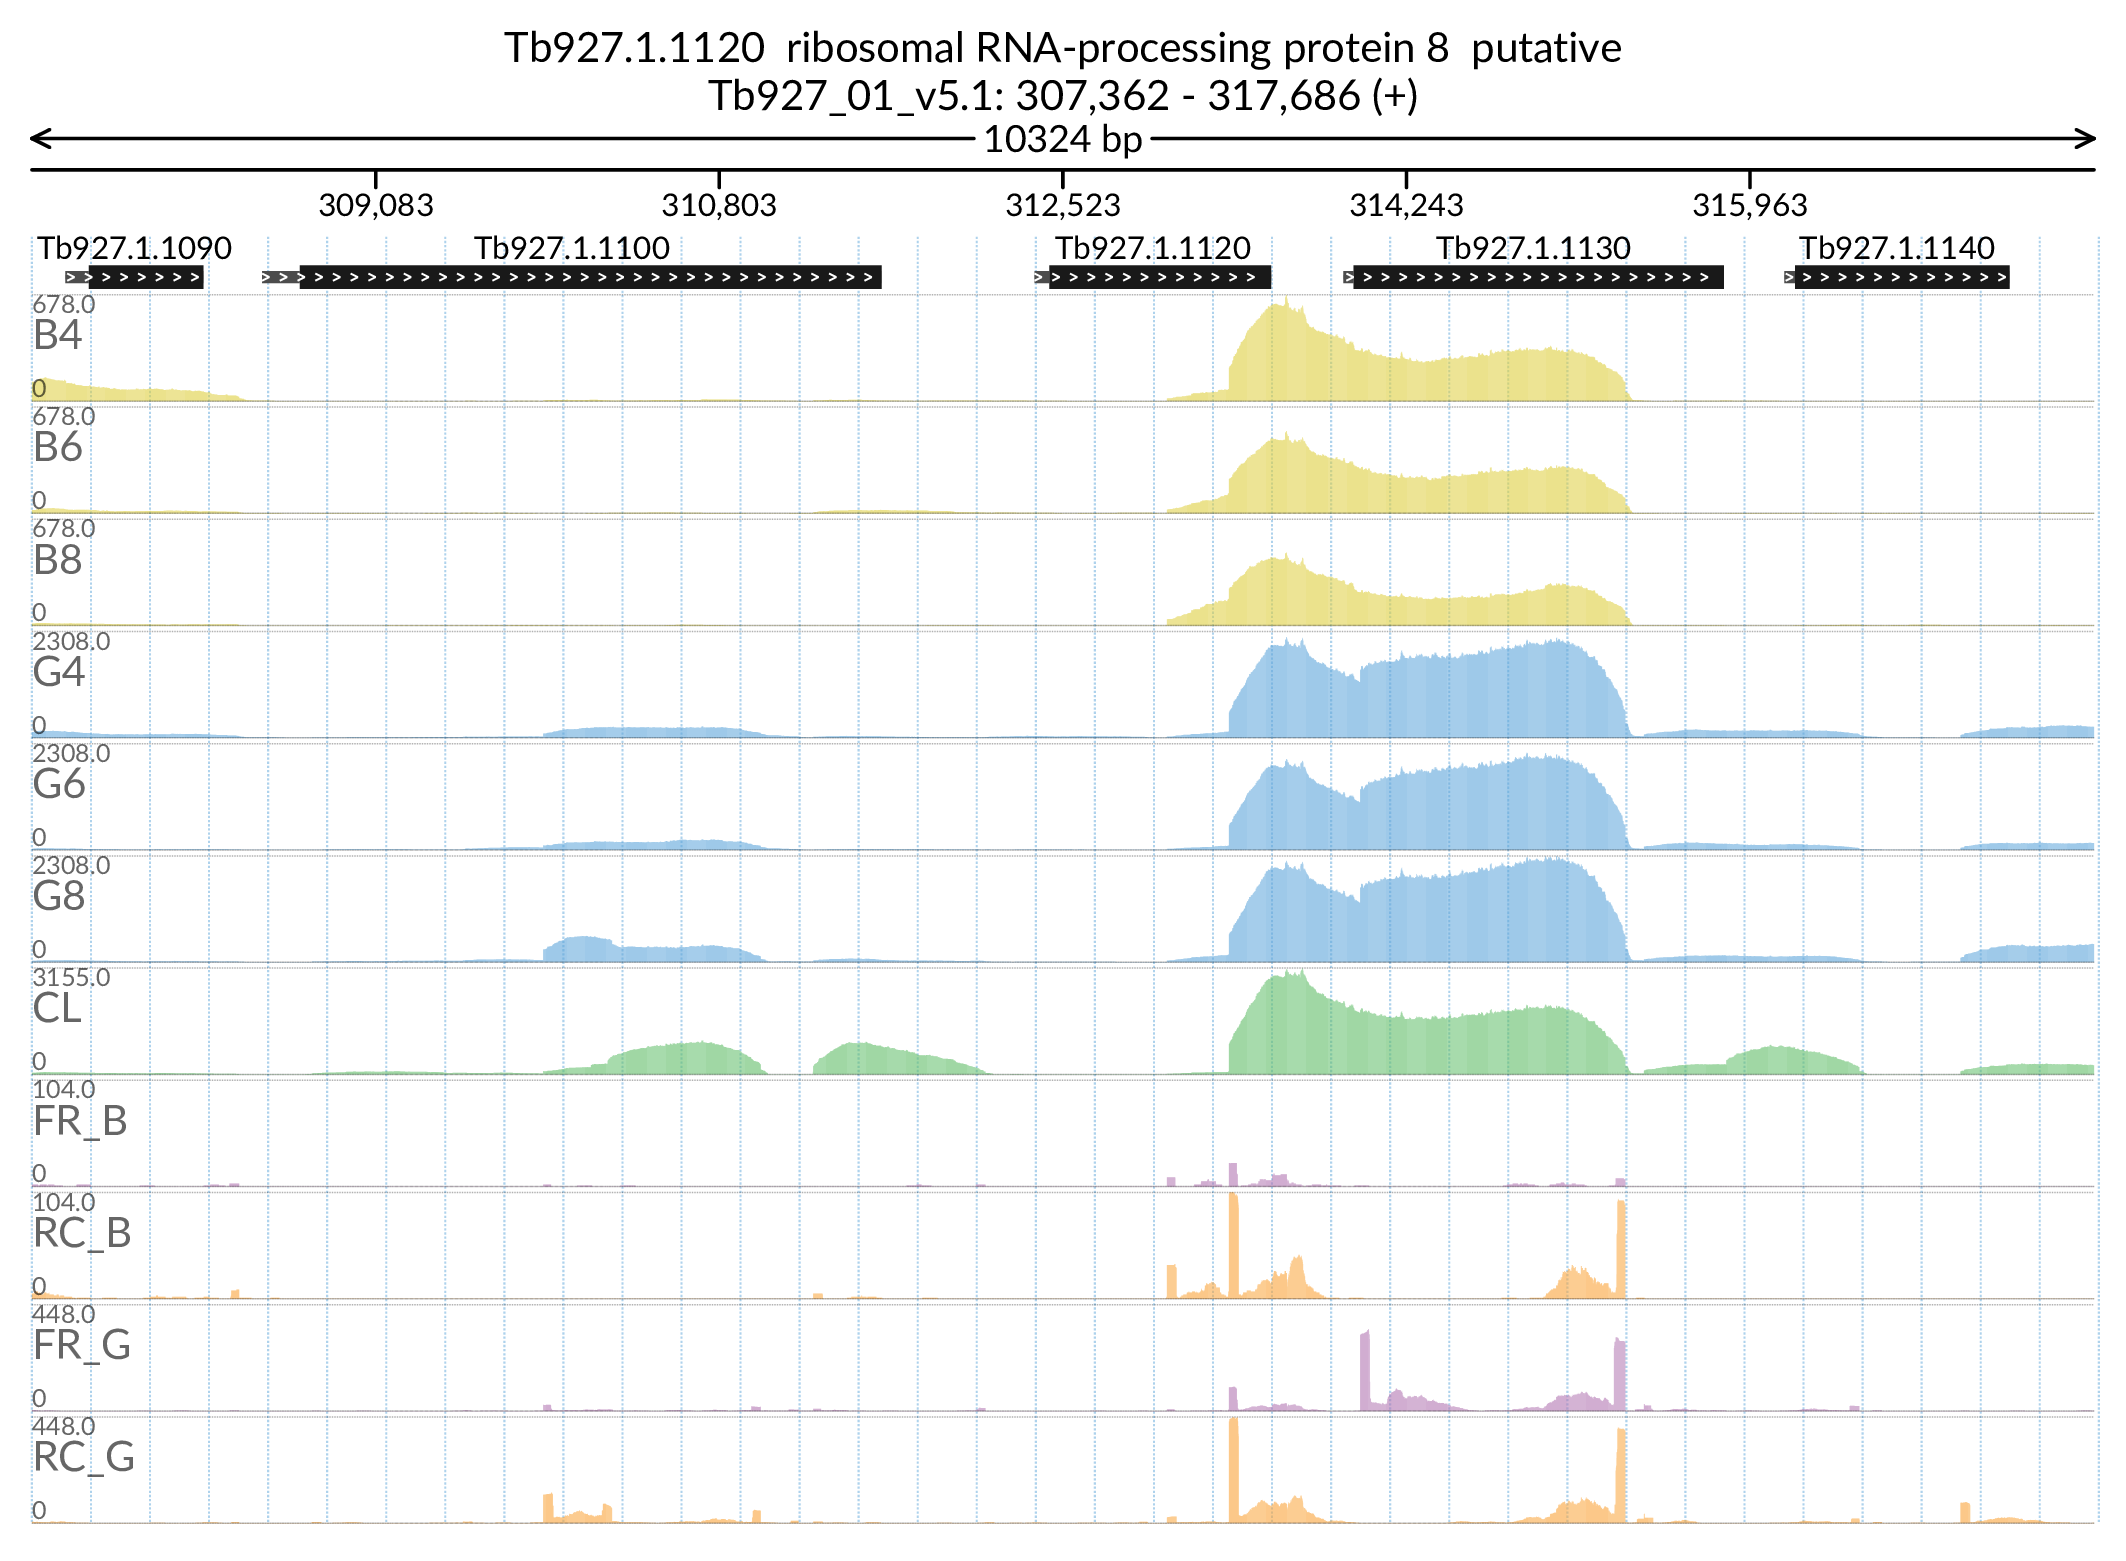 Tb927.1.1120  ribosomal RNA-processing protein 8  putative
Tb927_01_v5.1: 307,362 - 317,686 (+)
10324 bp
309,083 310,803 312,523 314,243 315,963
Tb927.1.1090 Tb927.1.1100 Tb927.1.1120 Tb927.1.1130 Tb927.1.1140
678.0
B4
0
678.0
B6
0
678.0
B8
0
2308.0
G4
0
2308.0
G6
0
2308.0
G8
0
3155.0
CL
0
104.0
FR_B
0
104.0
RC_B
0
448.0
FR_G
0
448.0
RC_G
0